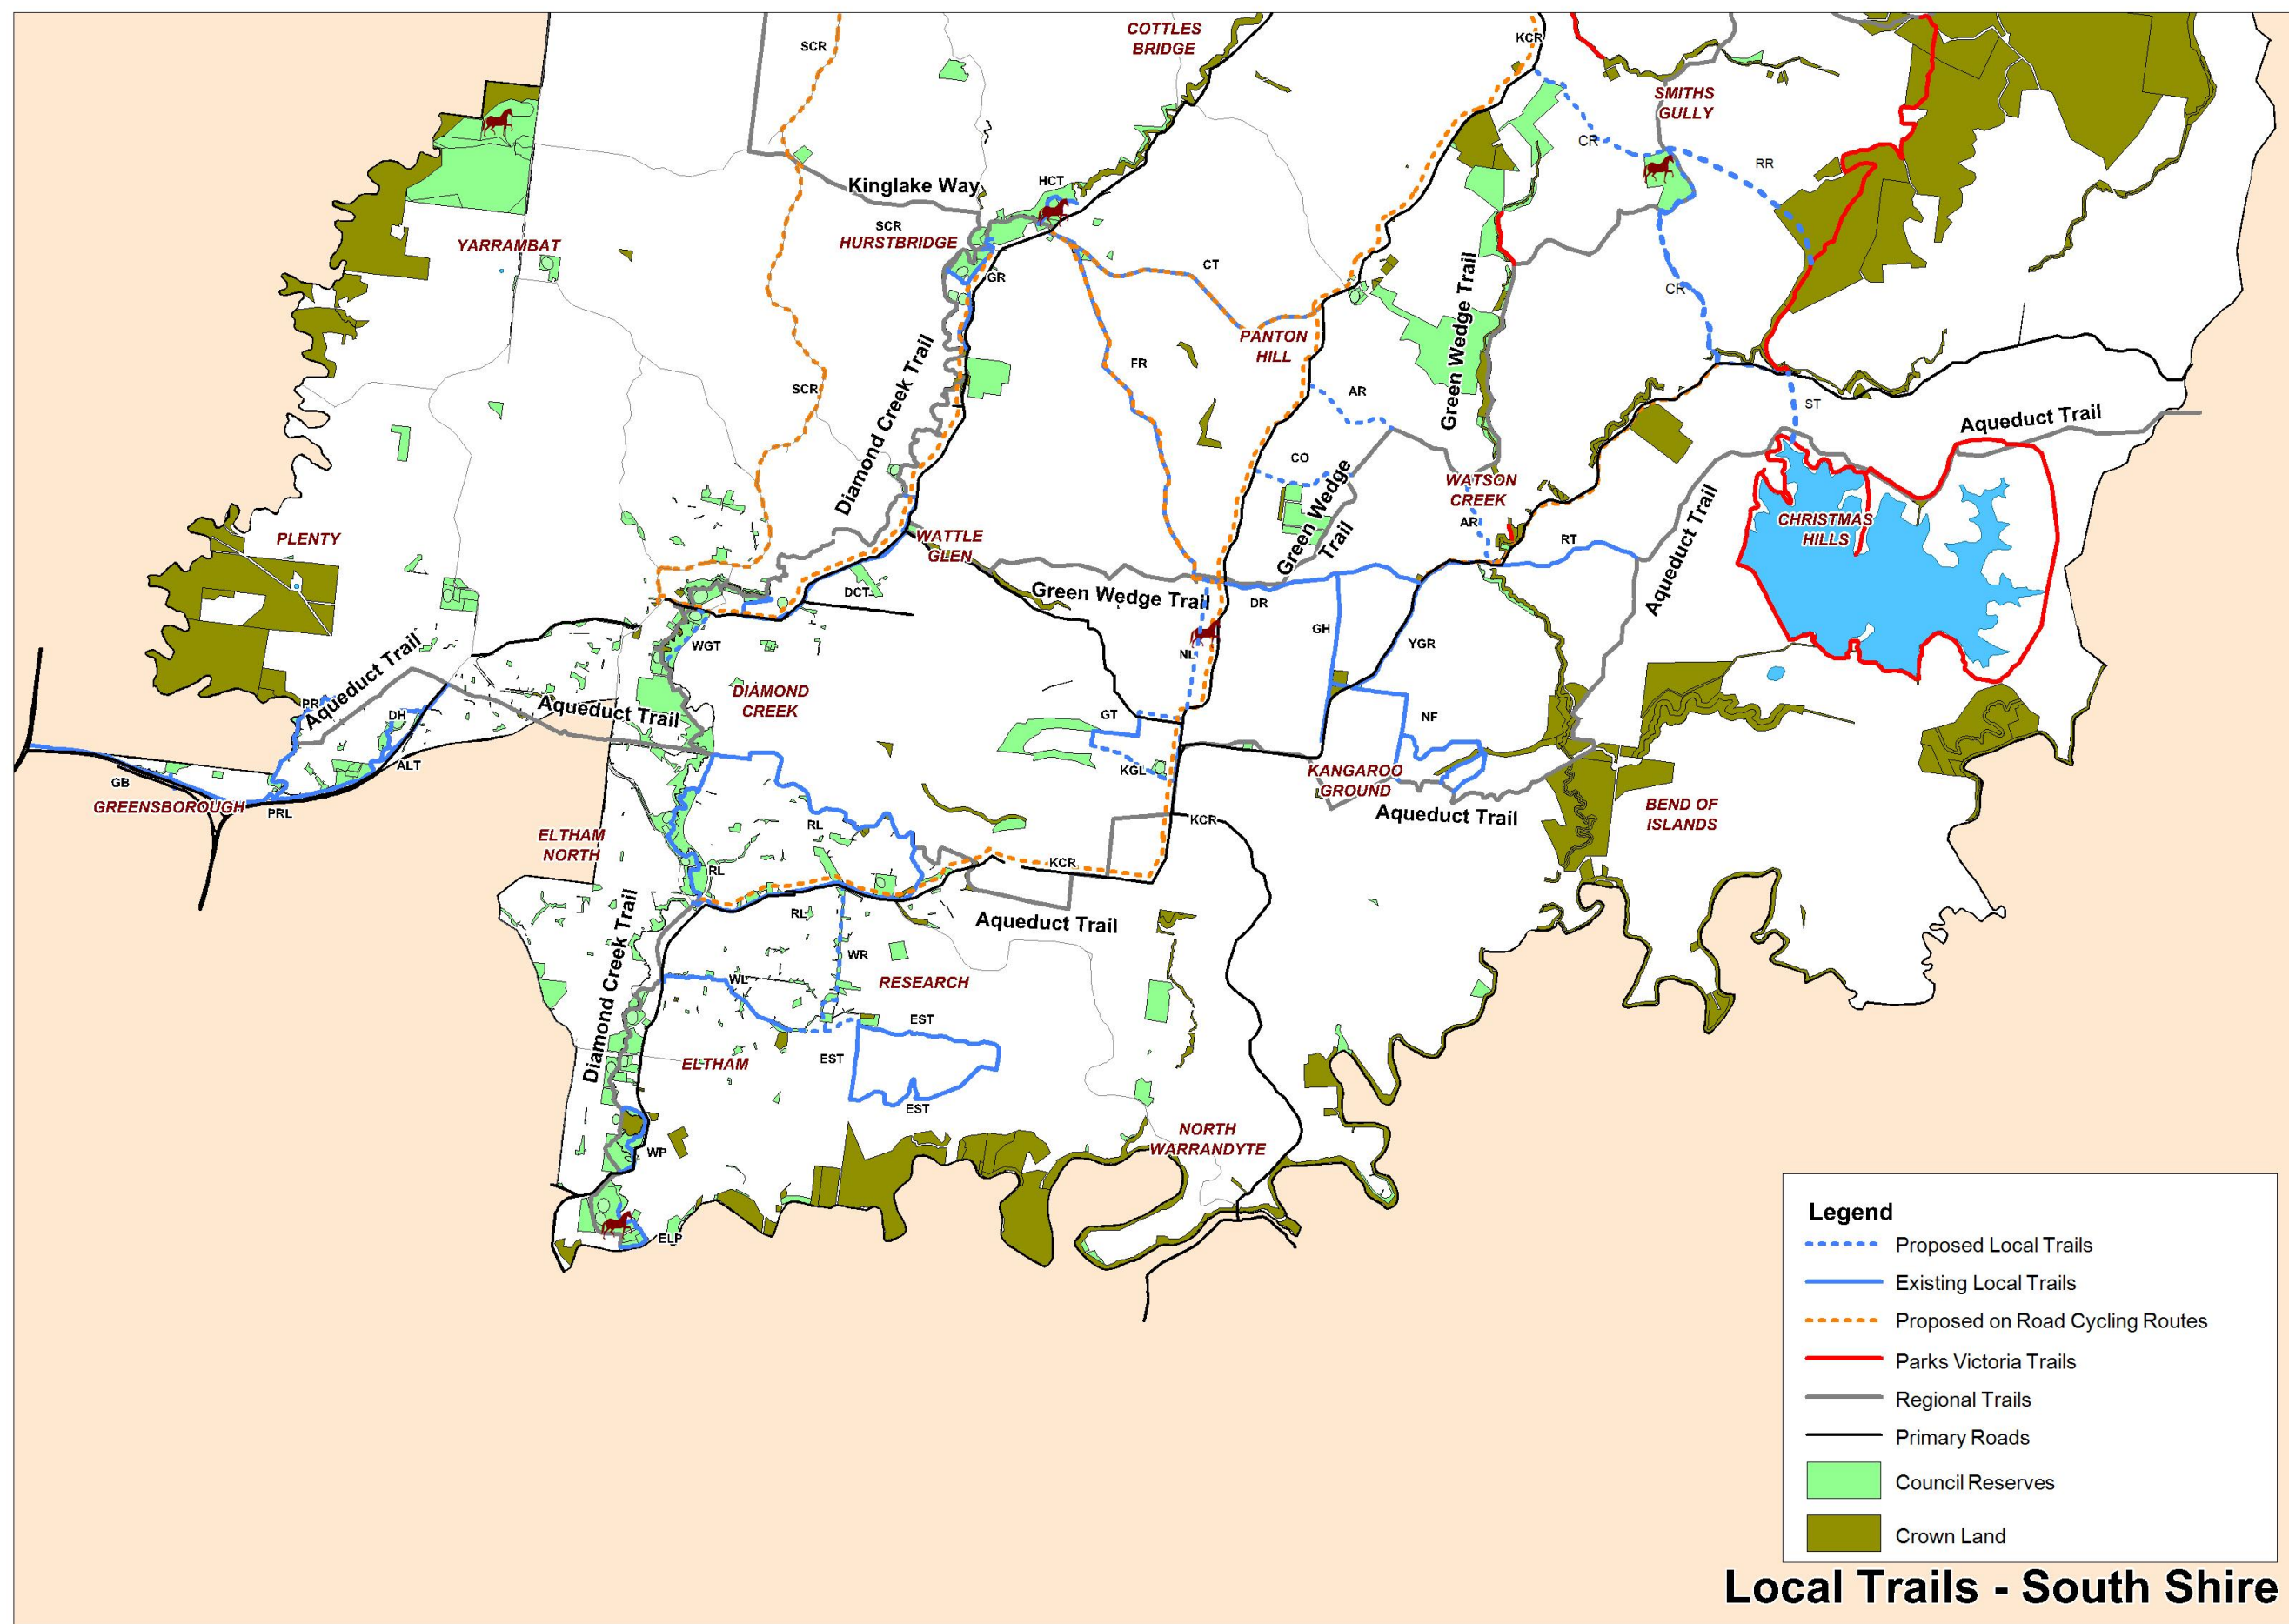 COTTLES
BRIDGE
SCR
KCR
SMITHS
GULLY
CR
RR
Kinglake Way
HCT
SCR
HURSTBRIDGE
YARRAMBAT
GR
CT
CR
Green Wedge Trail
PANTON
HILL
FR
AR
SCR
Diamond Creek Trail
ST
Aqueduct Trail
CO
WATSON
CREEK
AR
Green Wedge
Trail
Aqueduct Trail
CHRISTMAS
HILLS
PLENTY
WATTLE
GLEN
RT
DCT
Green Wedge Trail
DR
GH
YGR
NL
WGT
Aqueduct Trail
PR
DH
Aqueduct Trail
DIAMOND
CREEK
GT
NF
ALT
GB
GREENSBOROUGH
PRL
KGL
KANGAROO
GROUND
Aqueduct Trail
BEND OF
ISLANDS
ELTHAM
NORTH
RL
KCR
KCR
RL
RL
Aqueduct Trail
Diamond Creek Trail
WR
RESEARCH
WL
EST
EST
ELTHAM
EST
WP
NORTH
WARRANDYTE
ELP
Legend
Proposed Local Trails
Existing Local Trails
Proposed on Road Cycling Routes
Parks Victoria Trails
Regional Trails
Primary Roads
Council Reserves
Crown Land
Local Trails - South Shire